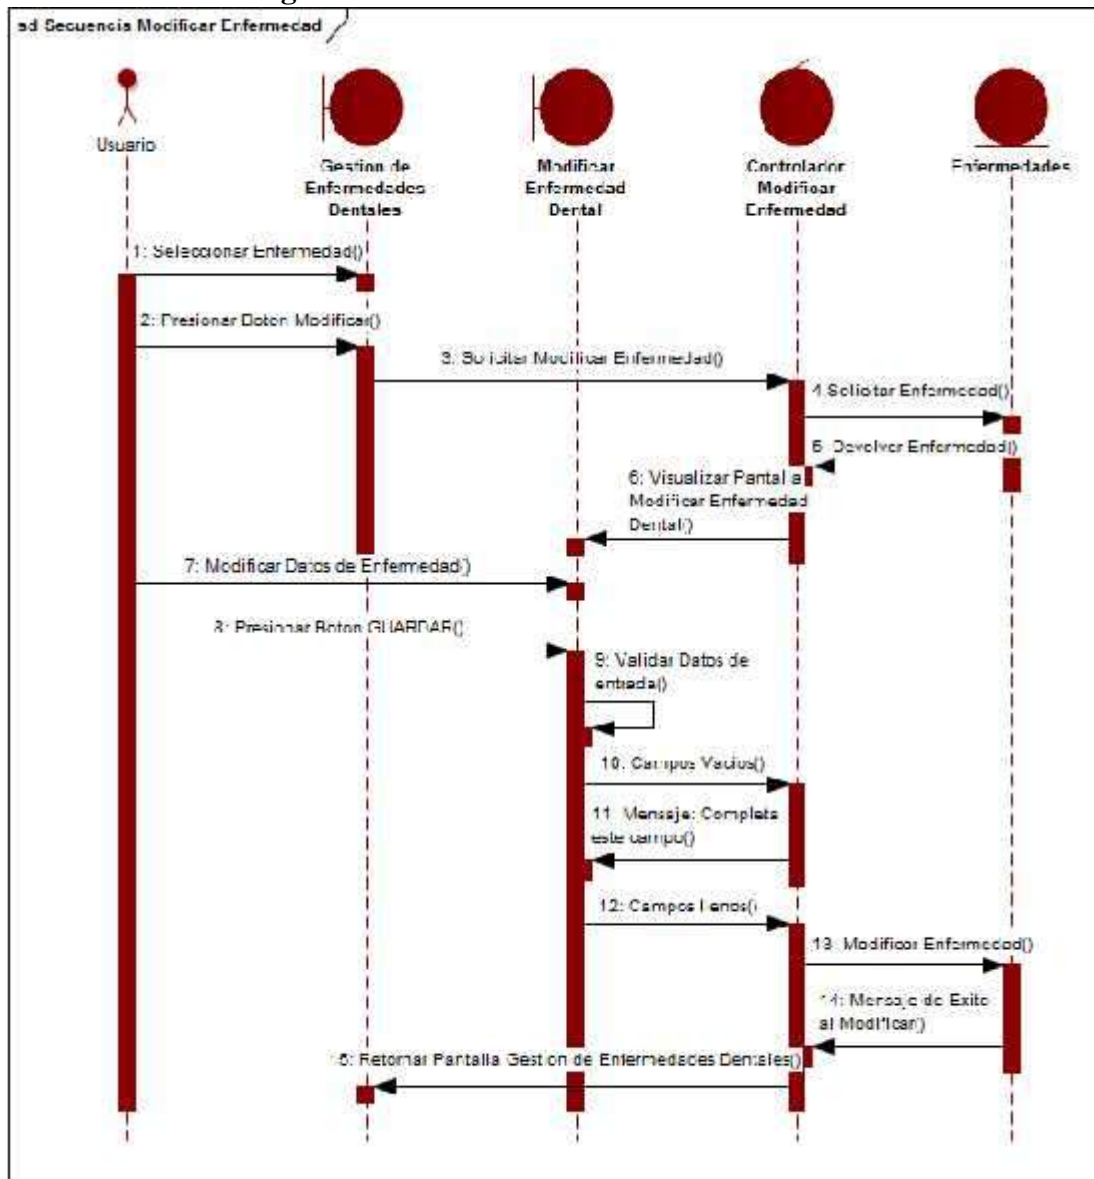 sd Secuencia Modificar Enfermedad
Usuario
Gestion de
Enfermedades
Dentales
Modificar
Enfermedad
Dental
Controlador
Modificar
Enfermedad
Enfermedades
1: Seleccionar Enfermedad()
2: Presionar Boton Modificar()
3: Solicitar Modificar Enfermedad()
4 Solicitar Enfermedad()
5: Devolver Enfermedad()
6: Visualizar Pantalla
Modificar Enfermedad
Dental()
7: Modificar Datos de Enfermedad()
8: Presionar Boton GUARDAR()
9: Validar Datos de
entrada()
10: Campos Vacios()
11: Mensaje: Completa
este campo()
12: Campos llenos()
13: Modificar Enfermedad()
14: Mensaje de Exito
al Modificar()
15: Retornar Pantalla Gestion de Enfermedades Dentales()